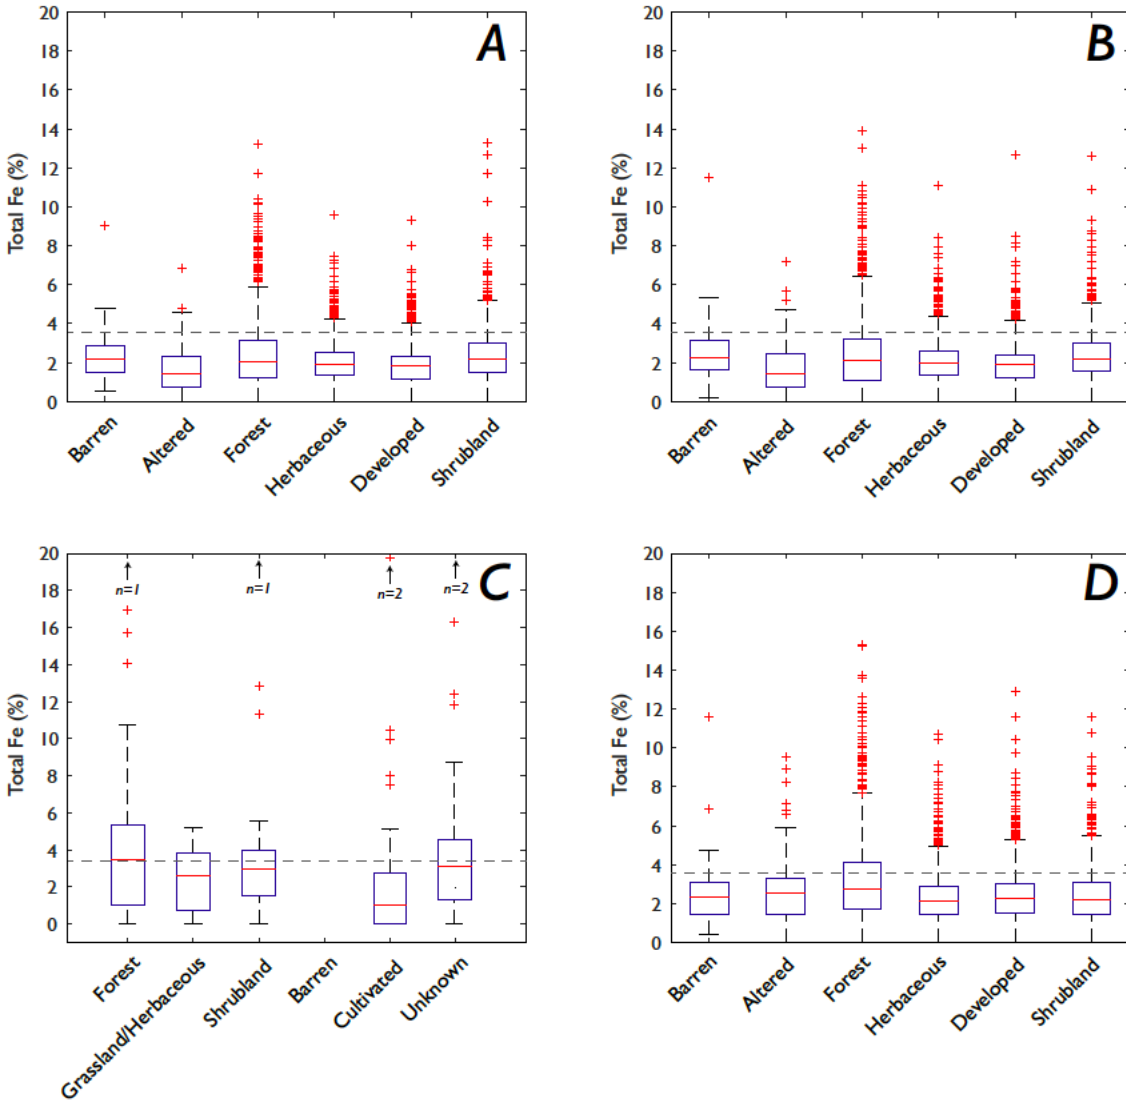 A
Total Fe (%)
20
18
16
14
12
10
8
6
4
2
0
Barren
Altered
Forest
Herbaceous
Developed
Shrubland
B
Total Fe (%)
20
18
16
14
12
10
8
6
4
2
0
Barren
Altered
Forest
Herbaceous
Developed
Shrubland
C
Total Fe (%)
20
18
16
14
12
10
8
6
4
2
0
n=1
n=1
n=2
n=2
Forest
Grassland/Herbaceous
Shrubland
Barren
Cultivated
Unknown
D
Total Fe (%)
20
18
16
14
12
10
8
6
4
2
0
Barren
Altered
Forest
Herbaceous
Developed
Shrubland